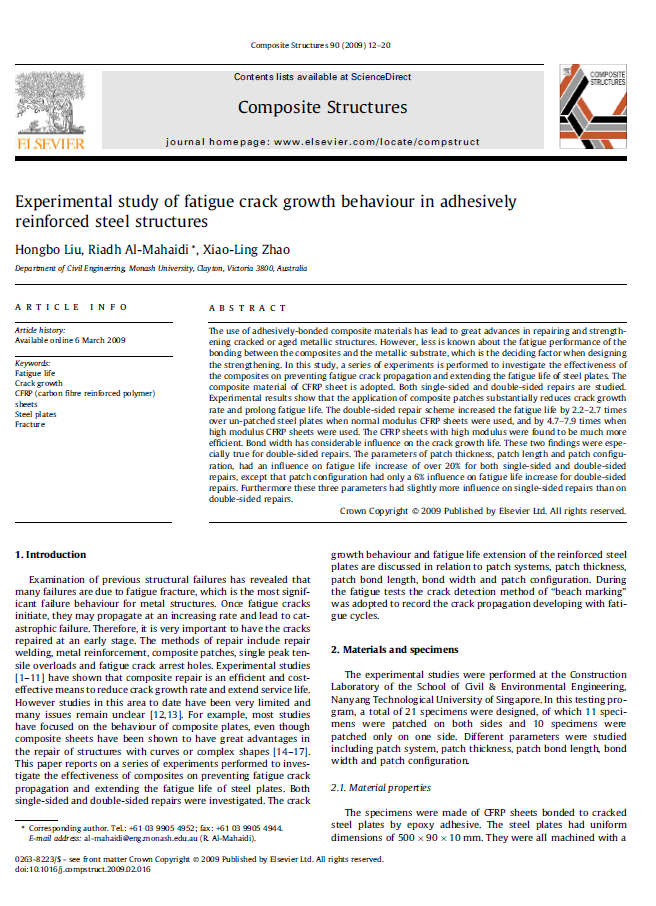 Composite Structures 90 (2009) 12–20
Contents lists available at ScienceDirect
Composite Structures
journal homepage: www.elsevier.com/locate/compstruct
ELSEVIER
COMPOSITE
STRUCTURES
Experimental study of fatigue crack growth behaviour in adhesively
reinforced steel structures
Hongbo Liu, Riadh Al-Mahaidi *, Xiao-Ling Zhao
Department of Civil Engineering, Monash University, Clayton, Victoria 3800, Australia
ARTICLE INFO
Article history:
Available online 6 March 2009
Keywords:
Fatigue life
Crack growth
CFRP (carbon fibre reinforced polymer)
sheets
Steel plates
Fracture
ABSTRACT
The use of adhesively-bonded composite materials has lead to great advances in repairing and strength-
ening cracked or aged metallic structures. However, less is known about the fatigue performance of the
bonding between the composites and the metallic substrate, which is the deciding factor when designing
the strengthening. In this study, a series of experiments is performed to investigate the effectiveness of
the composites on preventing fatigue crack propagation and extending the fatigue life of steel plates. The
composite material of CFRP sheet is adopted. Both single-sided and double-sided repairs are studied.
Experimental results show that the application of composite patches substantially reduces crack growth
rate and prolong fatigue life. The double-sided repair scheme increased the fatigue life by 2.2–2.7 times
over un-patched steel plates when normal modulus CFRP sheets were used, and by 4.7–7.9 times when
high modulus CFRP sheets were used. The CFRP sheets with high modulus were found to be much more
efficient. Bond width has considerable influence on the crack growth life. These two findings were espe-
cially true for double-sided repairs. The parameters of patch thickness, patch length and patch configu-
ration, had an influence on fatigue life increase of over 20% for both single-sided and double-sided
repairs, except that patch configuration had only a 6% influence on fatigue life increase for double-sided
repairs. Furthermore these three parameters had slightly more influence on single-sided repairs than on
double-sided repairs.
Crown Copyright © 2009 Published by Elsevier Ltd. All rights reserved.
1. Introduction
Examination of previous structural failures has revealed that
many failures are due to fatigue fracture, which is the most signif-
icant failure behaviour for metal structures. Once fatigue cracks
initiate, they may propagate at an increasing rate and lead to cat-
astrophic failure. Therefore, it is very important to have the cracks
repaired at an early stage. The methods of repair include repair
welding, metal reinforcement, composite patches, single peak ten-
sile overloads and fatigue crack arrest holes. Experimental studies
[1–11] have shown that composite repair is an efficient and cost-
effective means to reduce crack growth rate and extend service life.
However studies in this area to date have been very limited and
many issues remain unclear [12,13]. For example, most studies
have focused on the behaviour of composite plates, even though
composite sheets have been shown to have great advantages in
the repair of structures with curves or complex shapes [14–17].
This paper reports on a series of experiments performed to inves-
tigate the effectiveness of composites on preventing fatigue crack
propagation and extending the fatigue life of steel plates. Both
single-sided and double-sided repairs were investigated. The crack
growth behaviour and fatigue life extension of the reinforced steel
plates are discussed in relation to patch systems, patch thickness,
patch bond length, bond width and patch configuration. During
the fatigue tests the crack detection method of “beach marking”
was adopted to record the crack propagation developing with fati-
gue cycles.
2. Materials and specimens
The experimental studies were performed at the Construction
Laboratory of the School of Civil & Environmental Engineering,
Nanyang Technological University of Singapore. In this testing pro-
gram, a total of 21 specimens were designed, of which 11 speci-
mens were patched on both sides and 10 specimens were
patched only on one side. Different parameters were studied
including patch system, patch thickness, patch bond length, bond
width and patch configuration.
2.1. Material properties
The specimens were made of CFRP sheets bonded to cracked
steel plates by epoxy adhesive. The steel plates had uniform
dimensions of 500 × 90 × 10 mm. They were all machined with a
* Corresponding author. Tel.: +61 03 9905 4952; fax: +61 03 9905 4944.
E-mail address: al-mahaidi@eng.monash.edu.au (R. Al-Mahaidi).
0263-8223/$ – see front matter Crown Copyright © 2009 Published by Elsevier Ltd. All rights reserved.
doi:10.1016/j.compstruct.2009.02.016